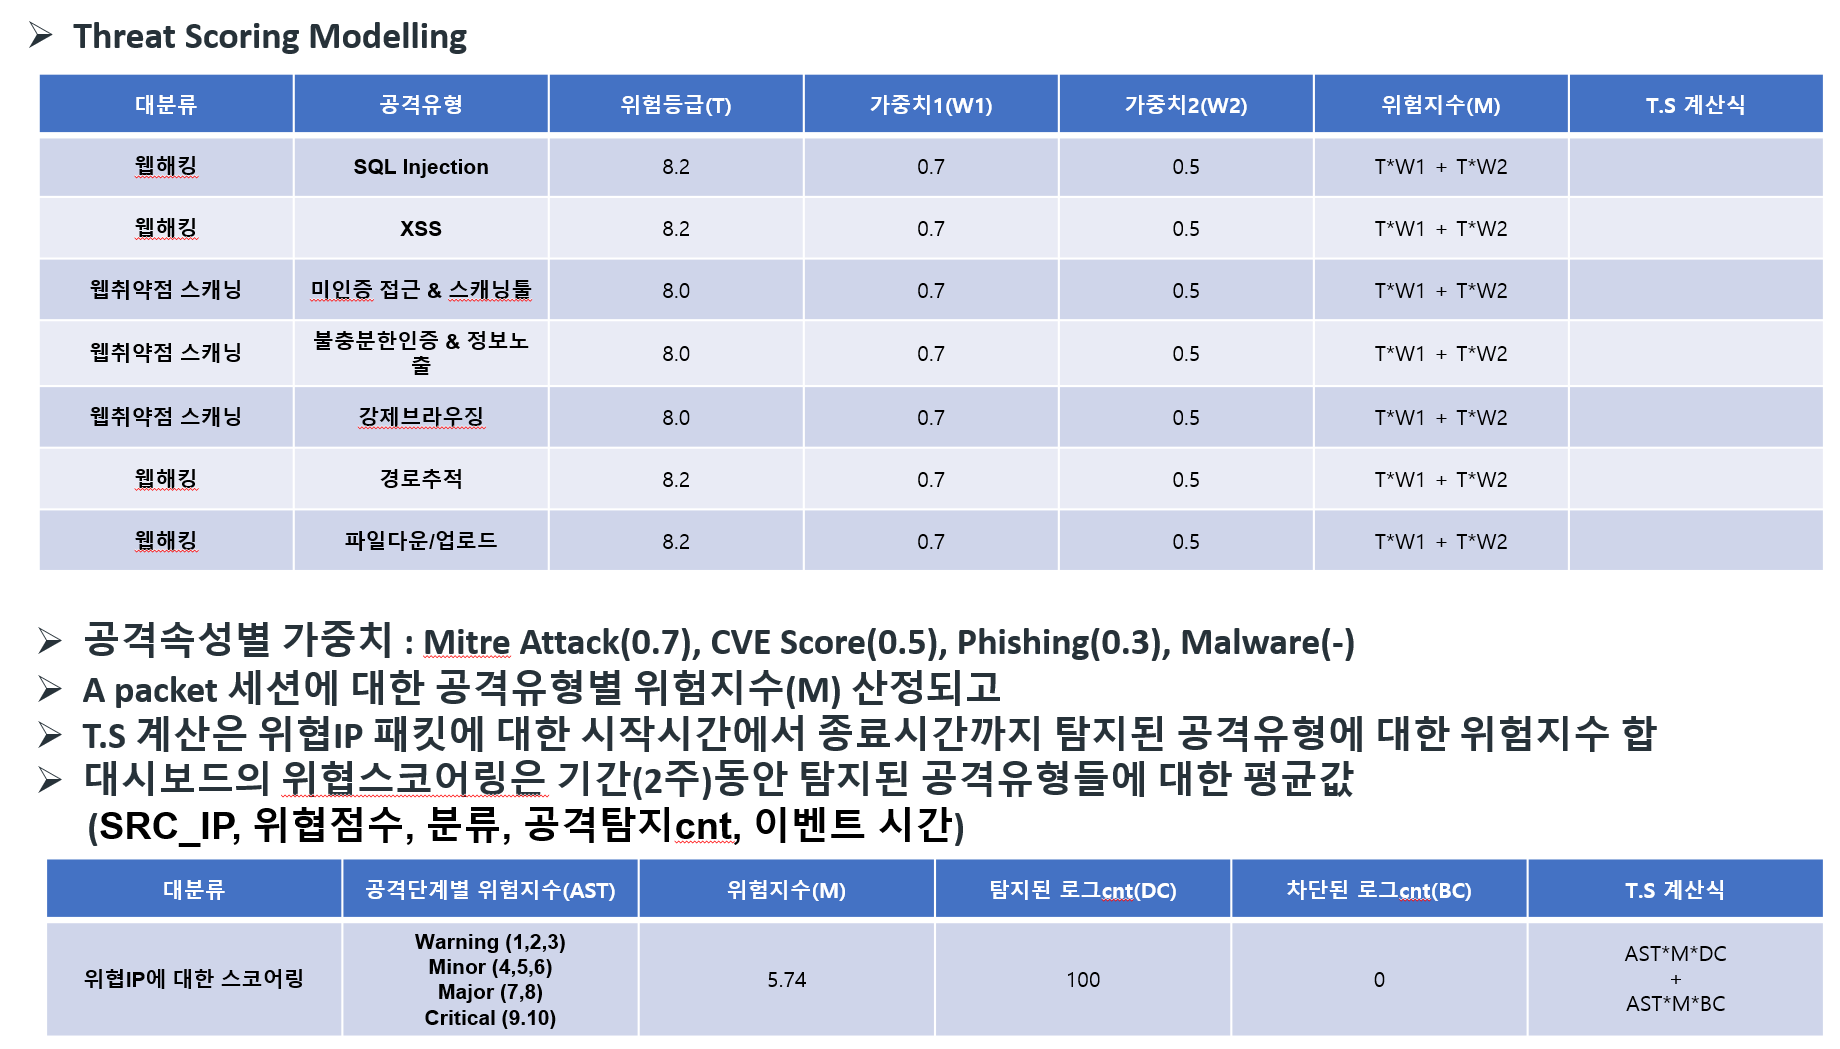 Threat Scoring Modelling
대분류 공격유형 위험등급(T) 가중치1(W1) 가중치2(W2) 위험지수(M) T.S 계산식
웹해킹 SQL Injection 8.2 0.7 0.5 T*W1 + T*W2
웹해킹 XSS 8.2 0.7 0.5 T*W1 + T*W2
웹취약점 스캐닝 미인증 접근 & 스캐닝툴 8.0 0.7 0.5 T*W1 + T*W2
웹취약점 스캐닝 불충분한인증 & 정보노
출 8.0 0.7 0.5 T*W1 + T*W2
웹취약점 스캐닝 강제브라우징 8.0 0.7 0.5 T*W1 + T*W2
웹해킹 경로추적 8.2 0.7 0.5 T*W1 + T*W2
웹해킹 파일다운/업로드 8.2 0.7 0.5 T*W1 + T*W2
공격속성별 가중치 : Mitre Attack(0.7), CVE Score(0.5), Phishing(0.3), Malware(-)
A packet 세션에 대한 공격유형별 위험지수(M) 산정되고
T.S 계산은 위협IP 패킷에 대한 시작시간에서 종료시간까지 탐지된 공격유형에 대한 위험지수 합
대시보드의 위협스코어링은 기간(2주)동안 탐지된 공격유형들에 대한 평균값
(SRC_IP, 위협점수, 분류, 공격탐지cnt, 이벤트 시간)
대분류 공격단계별 위험지수(AST) 위험지수(M) 탐지된 로그cnt(DC) 차단된 로그cnt(BC) T.S 계산식
위협IP에 대한 스코어링
Warning (1,2,3)
Minor (4,5,6)
Major (7,8)
Critical (9.10)
5.74
100
0
AST*M*DC
+
AST*M*BC